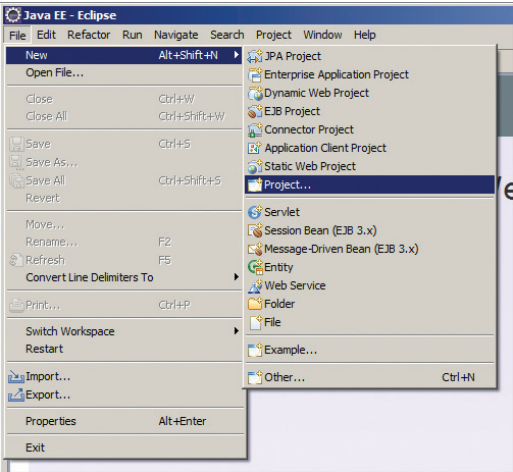 Java EE - Eclipse
File Edit Refactor Run Navigate Search Project Window Help
New Alt+Shift+N
Open File...
Close Ctrl+W
Close All Ctrl+Shift+W
Save Ctrl+S
Save As...
Save All Ctrl+Shift+S
Revert
Move...
Rename... F2
Refresh F5
Convert Line Delimiters To
Print... Ctrl+P
Switch Workspace
Restart
Import...
Export...
Properties Alt+Enter
Exit
JPA Project
Enterprise Application Project
Dynamic Web Project
EJB Project
Connector Project
Application Client Project
Static Web Project
Project...
Servlet
Session Bean (EJB 3.x)
Message-Driven Bean (EJB 3.x)
Entity
Web Service
Folder
File
Example...
Other... Ctrl+N